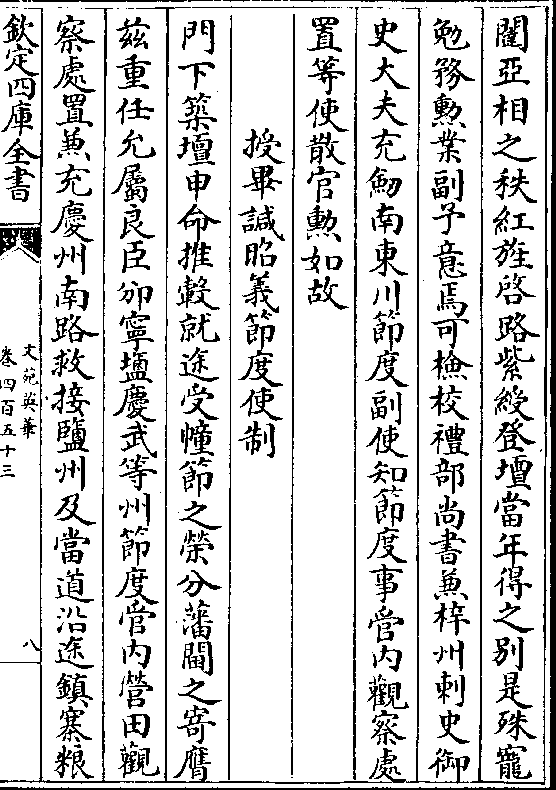 闈亞相之秩紅旌啓路紫綬登壇當年得之别是殊寵
勉務勲業副予意焉可檢校禮部尚書兼梓州刺史御
史大夫充劒南東川節度副使知節度事管内觀察處
置等使散官勲如故
授畢諴昭義節度使制
門下築壇申命推轂就途受幢節之榮分藩閫之寄膺
兹重任允屬良臣邠寧鹽慶武等州節度管内營田觀
察處置兼充慶州南路救接鹽州及當道沿途鎮寨粮
欽定四庫全書
文苑英華
卷四百五十三
八